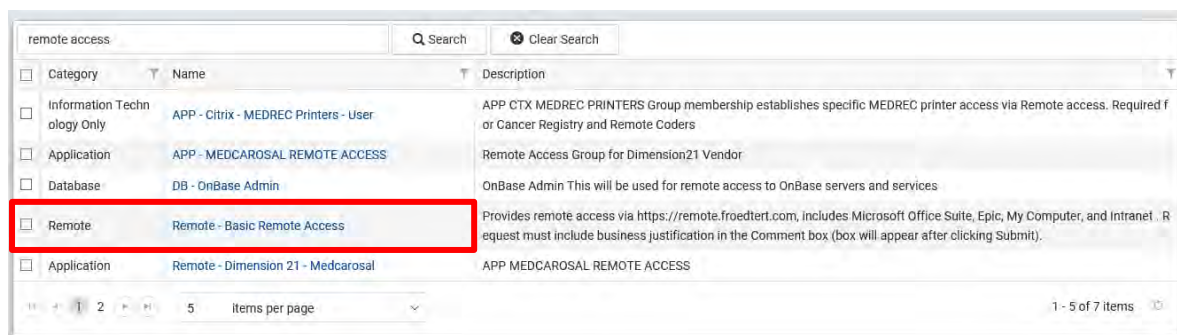 remote access Search Clear Search
Category Name Description
Information Techn
ology Only
APP - Citrix - MEDREC Printers - User
APP CTX MEDREC PRINTERS Group membership establishes specific MEDREC printer access via Remote access. Required f
or Cancer Registry and Remote Coders
Application APP - MEDCAROSAL REMOTE ACCESS Remote Access Group for Dimension21 Vendor
Database DB - OnBase Admin OnBase Admin This will be used for remote access to OnBase servers and services
Remote Remote - Basic Remote Access
Provides remote access via https://remote.froedtert.com, includes Microsoft Office Suite, Epic, My Computer, and Intranet . R
equest must include business justification in the Comment box (box will appear after clicking Submit).
Application Remote - Dimension 21 - Medcarosal APP MEDCAROSAL REMOTE ACCESS
1 2 5 items per page 1 - 5 of 7 items